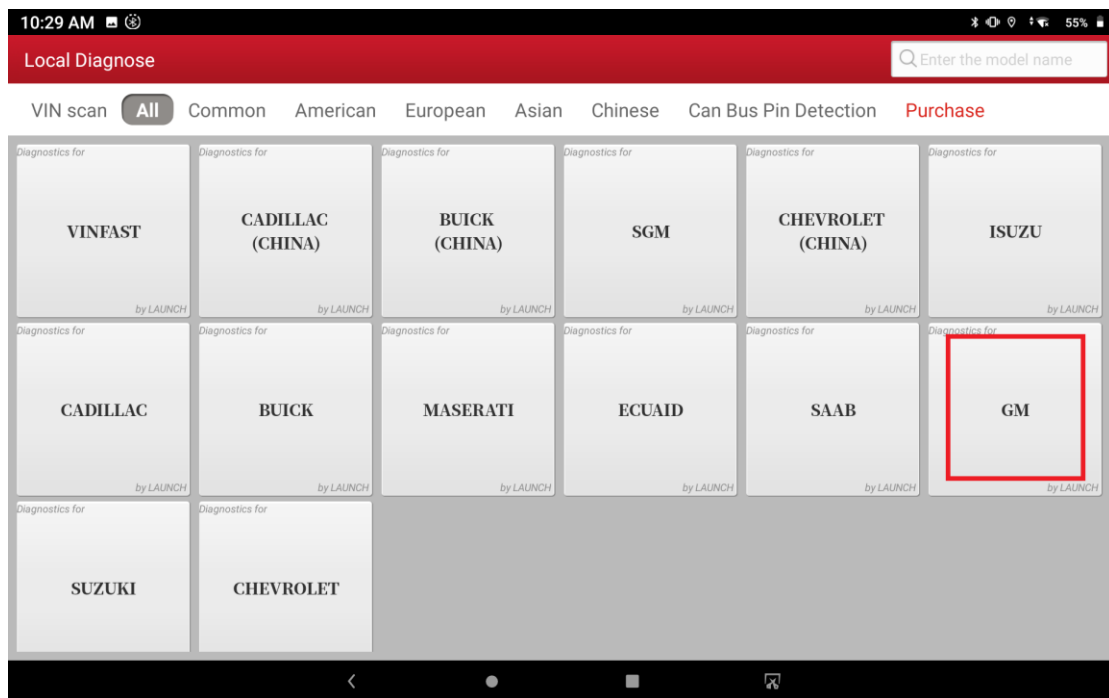 10:29 AM
55%
Local Diagnose
Enter the model name
VIN scan All Common American European Asian Chinese Can Bus Pin Detection Purchase
Diagnostics for
VINFAST
by LAUNCH
Diagnostics for
CADILLAC
(CHINA)
by LAUNCH
Diagnostics for
BUICK
(CHINA)
by LAUNCH
Diagnostics for
SGM
by LAUNCH
Diagnostics for
CHEVROLET
(CHINA)
by LAUNCH
Diagnostics for
ISUZU
by LAUNCH
Diagnostics for
CADILLAC
by LAUNCH
Diagnostics for
BUICK
by LAUNCH
Diagnostics for
MASERATI
by LAUNCH
Diagnostics for
ECUAID
by LAUNCH
Diagnostics for
SAAB
by LAUNCH
Diagnostics for
GM
by LAUNCH
Diagnostics for
SUZUKI
Diagnostics for
CHEVROLET